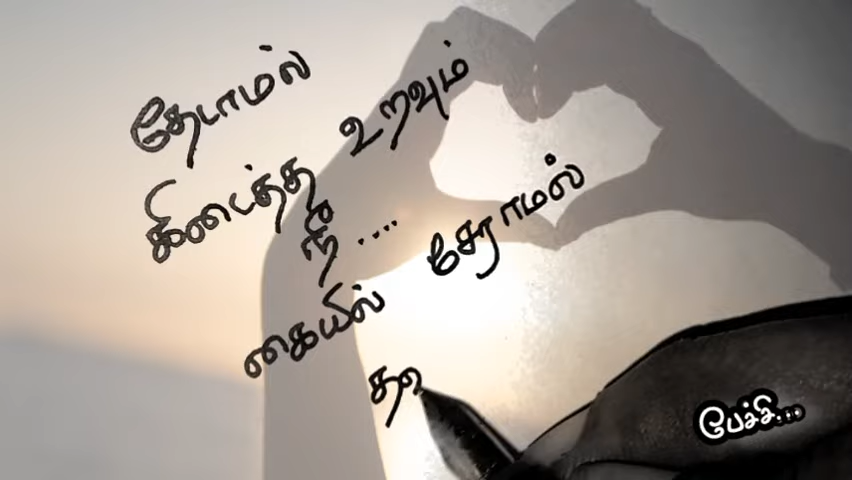 தேடாமல்
கிடைத்த உறவும்
நீ....
கையில் சேராமல்
பேச்சி...